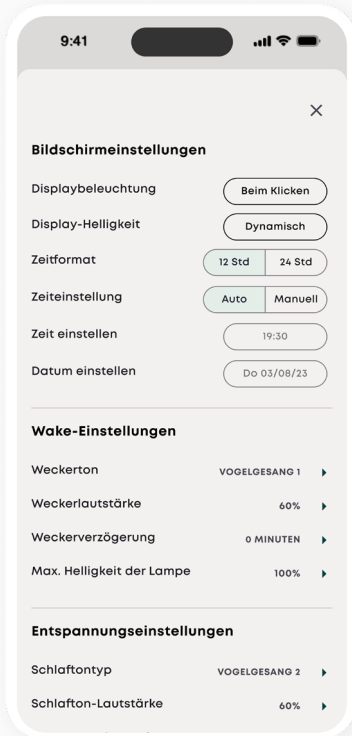 9:41
Bildschirmeinstellungen
Displaybeleuchtung Beim Klicken
Display-Helligkeit Dynamisch
Zeitformat 12 Std 24 Std
Zeiteinstellung Auto Manuell
Zeit einstellen 19:30
Datum einstellen Do 03/08/23
Wake-Einstellungen
Weckerton VOGELGESANG 1
Weckerlautstärke 60%
Weckerverzögerung 0 MINUTEN
Max. Helligkeit der Lampe 100%
Entspannungseinstellungen
Schlaftontyp VOGELGESANG 2
Schlafton-Lautstärke 60%